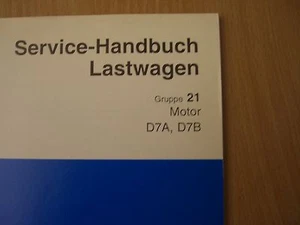 Service-Handbuch
Lastwagen
Gruppe 21
Motor
D7A, D7B